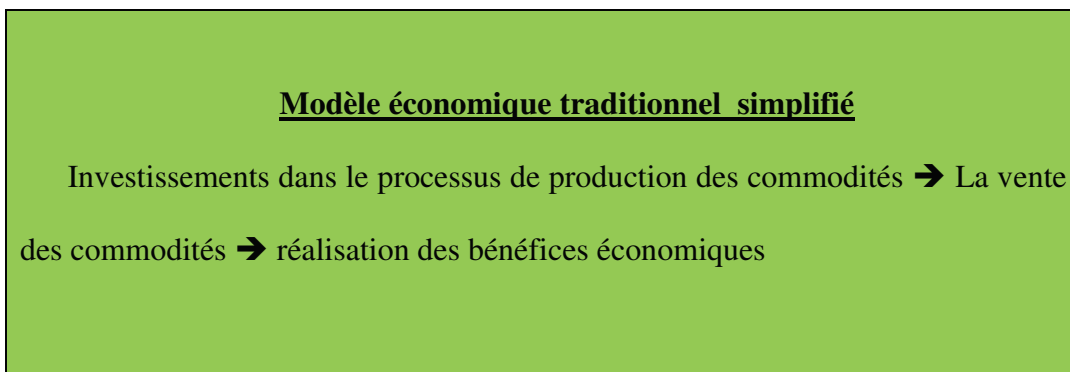 Modèle économique traditionnel simplifié
Investissements dans le processus de production des commodités ➔ La vente
des commodités ➔ réalisation des bénéfices économiques